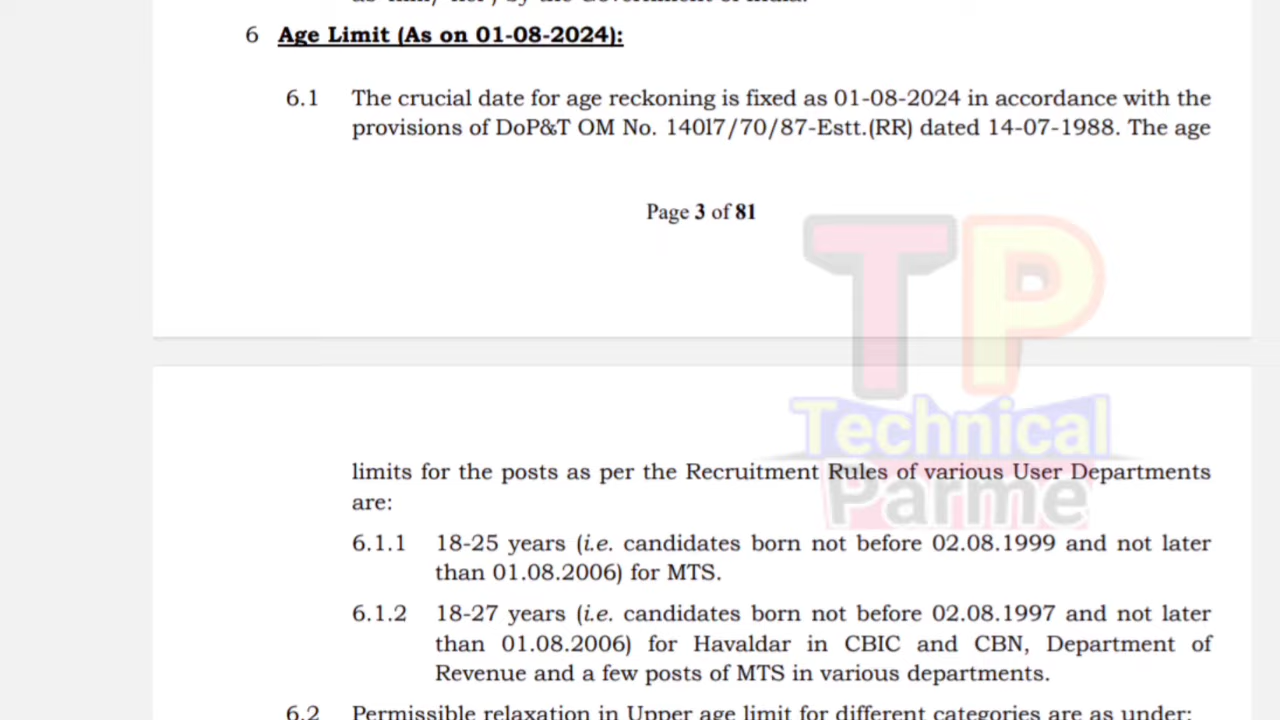 6 Age Limit (As on 01-08-2024):
6.1 The crucial date for age reckoning is fixed as 01-08-2024 in accordance with the
provisions of DoP&T OM No. 14017/70/87-Estt.(RR) dated 14-07-1988. The age
Page 3 of 81
TP
Technical
Parme
limits for the posts as per the Recruitment Rules of various User Departments
are:
6.1.1 18-25 years (i.e. candidates born not before 02.08.1999 and not later
than 01.08.2006) for MTS.
6.1.2 18-27 years (i.e. candidates born not before 02.08.1997 and not later
than 01.08.2006) for Havaldar in CBIC and CBN, Department of
Revenue and a few posts of MTS in various departments.
6.2 Permissible relaxation in Upper age limit for different categories are as under: